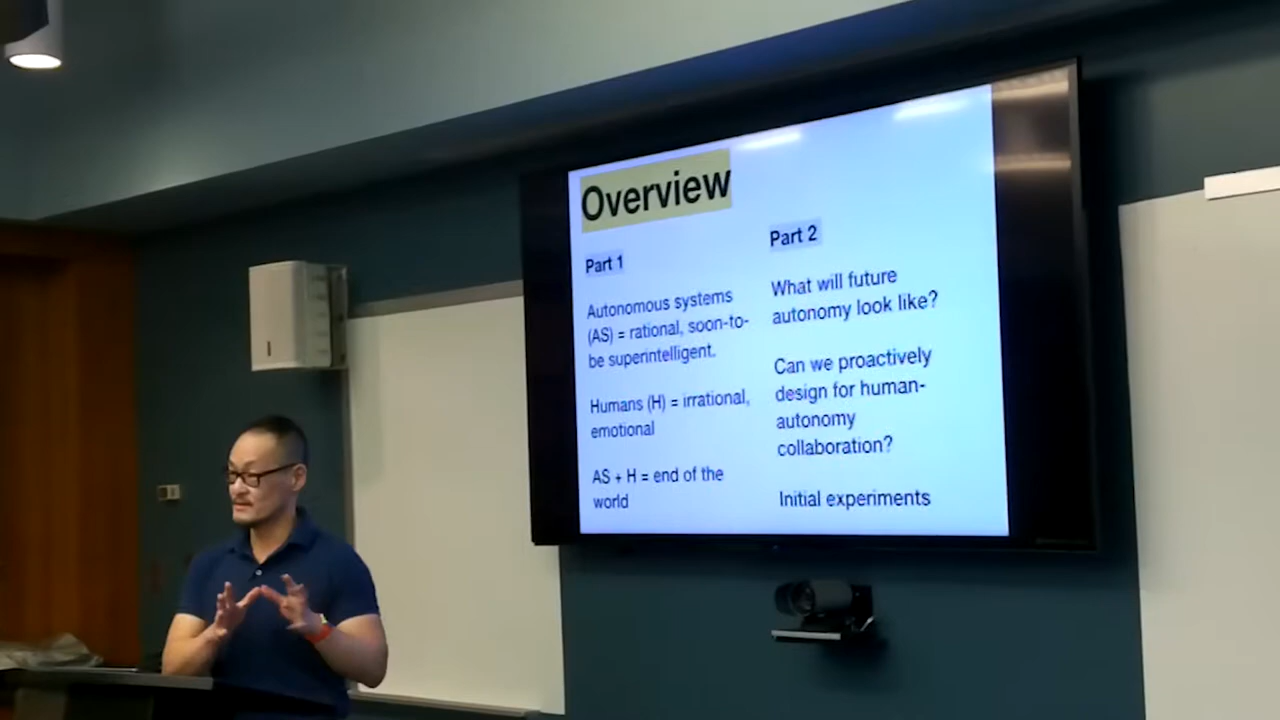 Overview
Part 1
Autonomous systems
(AS) = rational, soon-to-
be superintelligent.
Humans (H) = irrational,
emotional
AS + H = end of the
world
Part 2
What will future
autonomy look like?
Can we proactively
design for human-
autonomy
collaboration?
Initial experiments